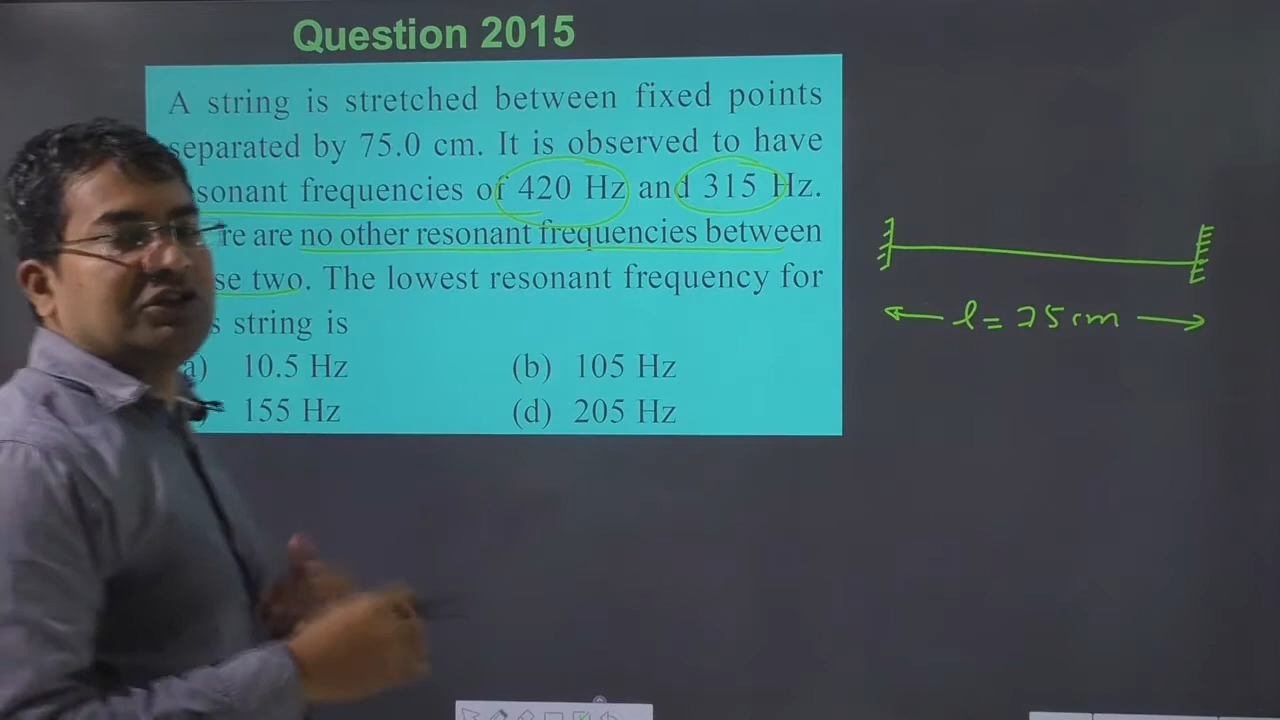 Question 2015
A string is stretched between fixed points
separated by 75.0 cm. It is observed to have
sonant frequencies of 420 Hz and 315 Hz.
re are no other resonant frequencies between
se two. The lowest resonant frequency for
s string is
a) 10.5 Hz (b) 105 Hz
155 Hz (d) 205 Hz
l = 75 cm